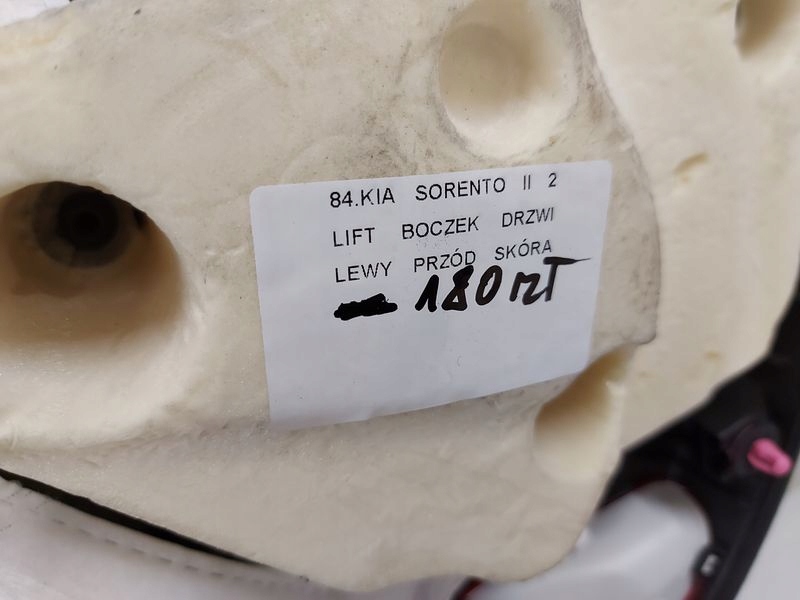 84.KIA SORENTO II 2
LIFT BOCZEK DRZWI
LEWY PRZÓD SKÓRA
180 zł